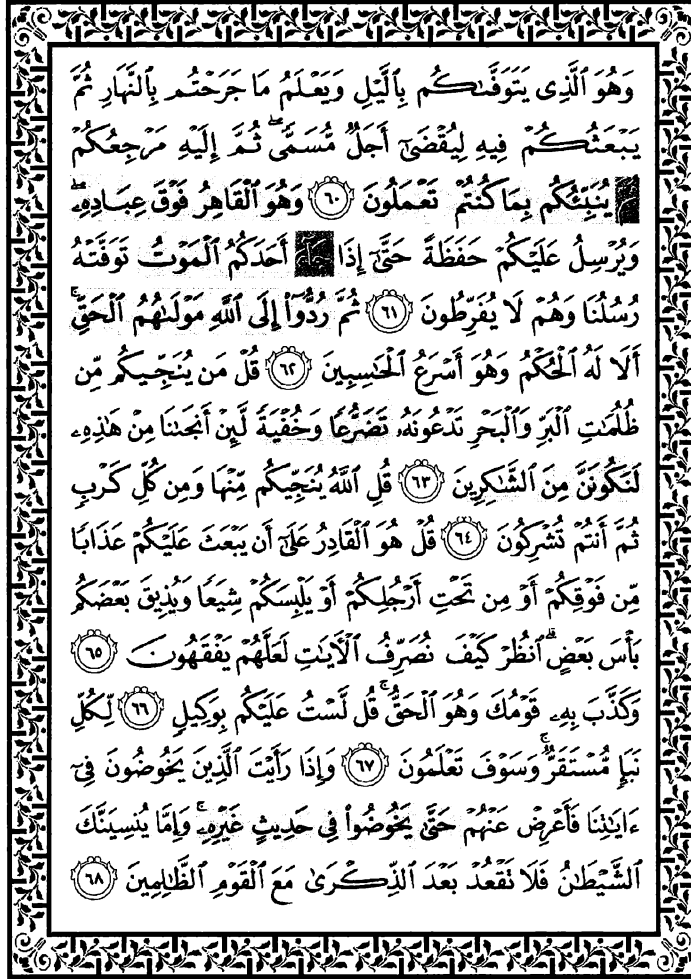 وَهُوَ ٱلَّذِى يَتَوَفَّىٰكُم بِٱلَّيْلِ وَيَعْلَمُ مَا جَرَحْتُم بِٱلنَّهَارِ ثُمَّ
يَبْعَثُكُمْ فِيهِ لِيُقْضَىٰٓ أَجَلٌ مُّسَمًّى ۖ ثُمَّ إِلَيْهِ مَرْجِعُكُمْ
يُنَبِّئُكُم بِمَا كُنتُمْ تَعْمَلُونَ ٦٠ وَهُوَ ٱلْقَاهِرُ فَوْقَ عِبَادِهِۦ ۖ
وَيُرْسِلُ عَلَيْكُمْ حَفَظَةً حَتَّىٰٓ إِذَا جَآءَ أَحَدَكُمُ ٱلْمَوْتُ تَوَفَّتْهُ
رُسُلُنَا وَهُمْ لَا يُفَرِّطُونَ ٦١ ثُمَّ رُدُّوٓا۟ إِلَى ٱللَّهِ مَوْلَىٰهُمُ ٱلْحَقِّ ۚ
أَلَا لَهُ ٱلْحُكْمُ وَهُوَ أَسْرَعُ ٱلْحَٰسِبِينَ ٦٢ قُلْ مَن يُنَجِّيكُم مِّن
ظُلُمَٰتِ ٱلْبَرِّ وَٱلْبَحْرِ تَدْعُونَهُۥ تَضَرُّعًا وَخُفْيَةً لَّئِنْ أَنجَىٰنَا مِنْ هَٰذِهِۦ
لَنَكُونَنَّ مِنَ ٱلشَّٰكِرِينَ ٦٣ قُلِ ٱللَّهُ يُنَجِّيكُم مِّنْهَا وَمِن كُلِّ كَرْبٍ
ثُمَّ أَنتُمْ تُشْرِكُونَ ٦٤ قُلْ هُوَ ٱلْقَادِرُ عَلَىٰٓ أَن يَبْعَثَ عَلَيْكُمْ عَذَابًا
مِّن فَوْقِكُمْ أَوْ مِن تَحْتِ أَرْجُلِكُمْ أَوْ يَلْبِسَكُمْ شِيَعًا وَيُذِيقَ بَعْضَكُم
بَأْسَ بَعْضٍ ۗ ٱنظُرْ كَيْفَ نُصَرِّفُ ٱلْءَايَٰتِ لَعَلَّهُمْ يَفْقَهُونَ ٦٥
وَكَذَّبَ بِهِۦ قَوْمُكَ وَهُوَ ٱلْحَقُّ ۚ قُل لَّسْتُ عَلَيْكُم بِوَكِيلٍ ٦٦ لِّكُلِّ
نَبَإٍ مُّسْتَقَرٌّ ۚ وَسَوْفَ تَعْلَمُونَ ٦٧ وَإِذَا رَأَيْتَ ٱلَّذِينَ يَخُوضُونَ فِىٓ
ءَايَٰتِنَا فَأَعْرِضْ عَنْهُمْ حَتَّىٰ يَخُوضُوا۟ فِى حَدِيثٍ غَيْرِهِۦ ۚ وَإِمَّا يُنسِيَنَّكَ
ٱلشَّيْطَٰنُ فَلَا تَقْعُدْ بَعْدَ ٱلذِّكْرَىٰ مَعَ ٱلْقَوْمِ ٱلظَّٰلِمِينَ ٦٨